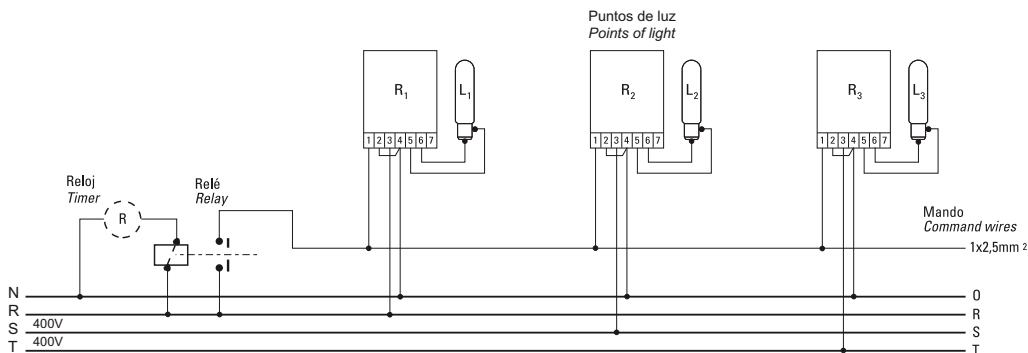 Puntos de luz
Points of light
R₁
L₁
R₂
L₂
R₃
L₃
1 2 3 4 5 6 7
1 2 3 4 5 6 7
1 2 3 4 5 6 7
Reloj
Timer
Relé
Relay
R
Mando
Command wires
1x2,5mm ²
N
O
R
R
S
400V
S
T
400V
T